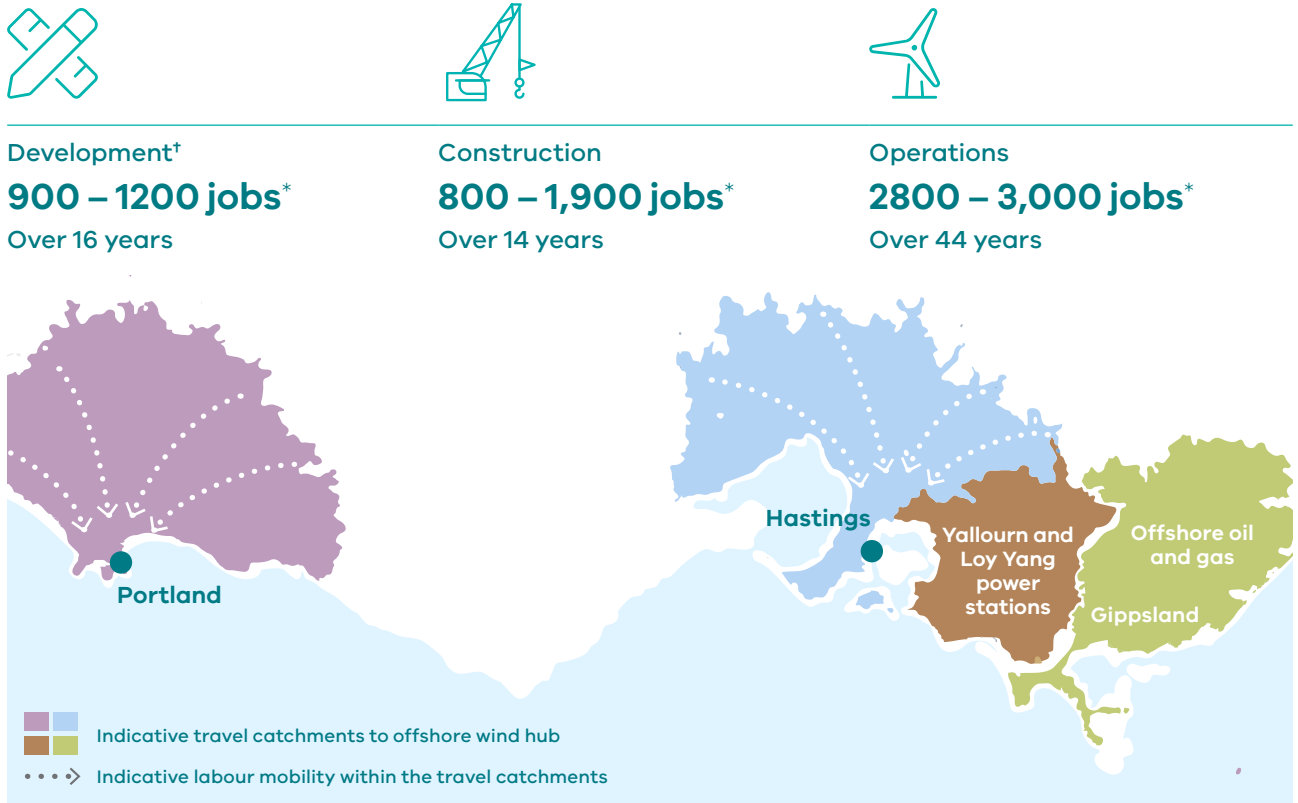 Development†
900 – 1200 jobs*
Over 16 years
Construction
800 – 1,900 jobs*
Over 14 years
Operations
2800 – 3,000 jobs*
Over 44 years
Portland
Hastings
Yallourn and
Loy Yang
power
stations
Offshore oil
and gas
Gippsland
Indicative travel catchments to offshore wind hub
Indicative labour mobility within the travel catchments